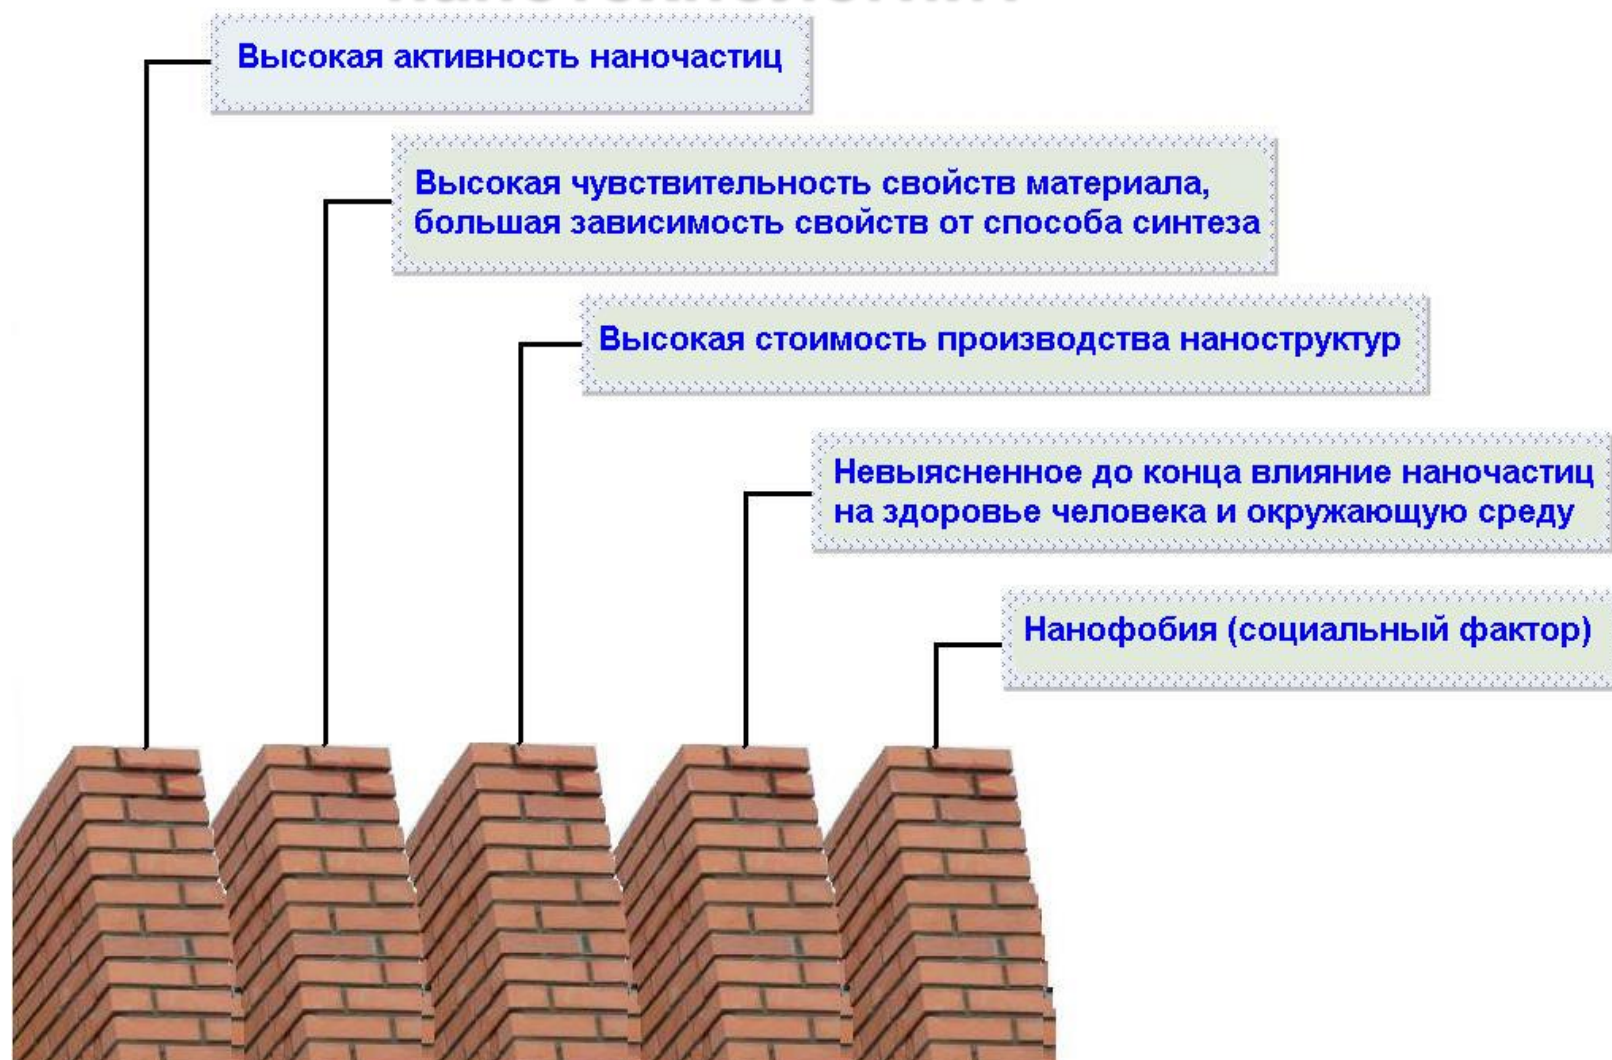 Высокая активность наночастиц
Высокая чувствительность свойств материала,
большая зависимость свойств от способа синтеза
Высокая стоимость производства наноструктур
Невыясненное до конца влияние наночастиц
на здоровье человека и окружающую среду
Нанофобия (социальный фактор)